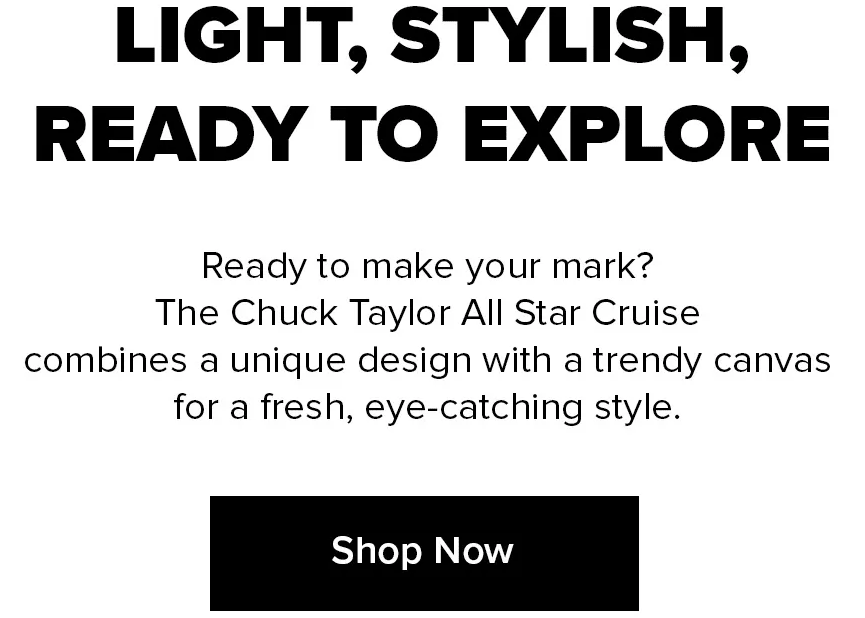 LIGHT, STYLISH,
READY TO EXPLORE
Ready to make your mark?
The Chuck Taylor All Star Cruise
combines a unique design with a trendy canvas
for a fresh, eye-catching style.
Shop Now